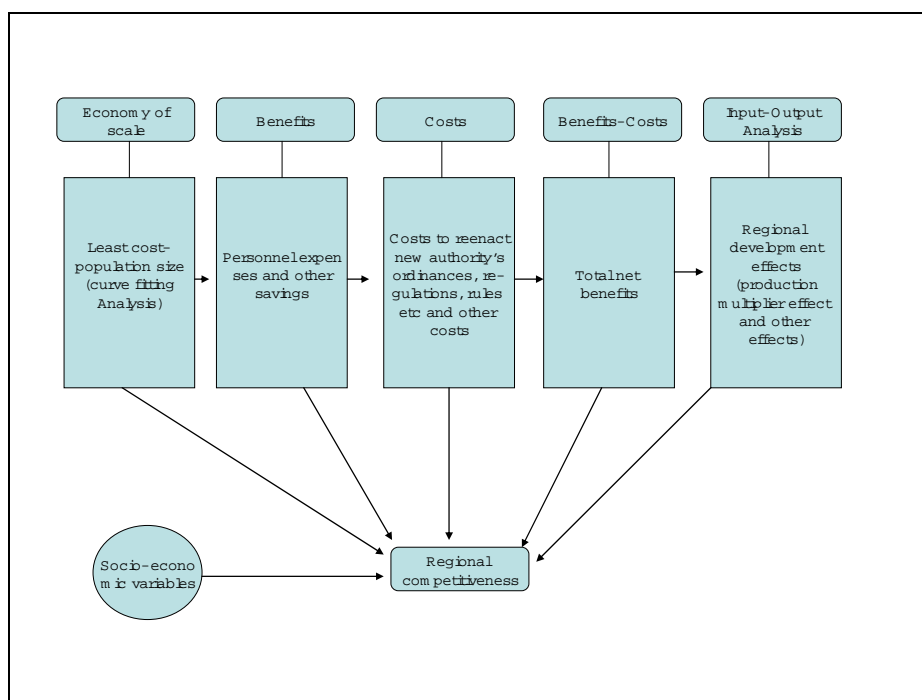 Economy of
scale
Benefits
Costs
Benefits-Costs
Input-Output
Analysis
Least cost-
population size
(curve fitting
Analysis)
Personnel expen
ses and other
savings
Costs to reenact
new authority's
ordinances, re-
gulations, rules
etc and other
costs
Total net
benefits
Regional
development
effects
(production
multiplier effect
and other
effects)
Socio-econo
mic variables
Regional
competitiveness